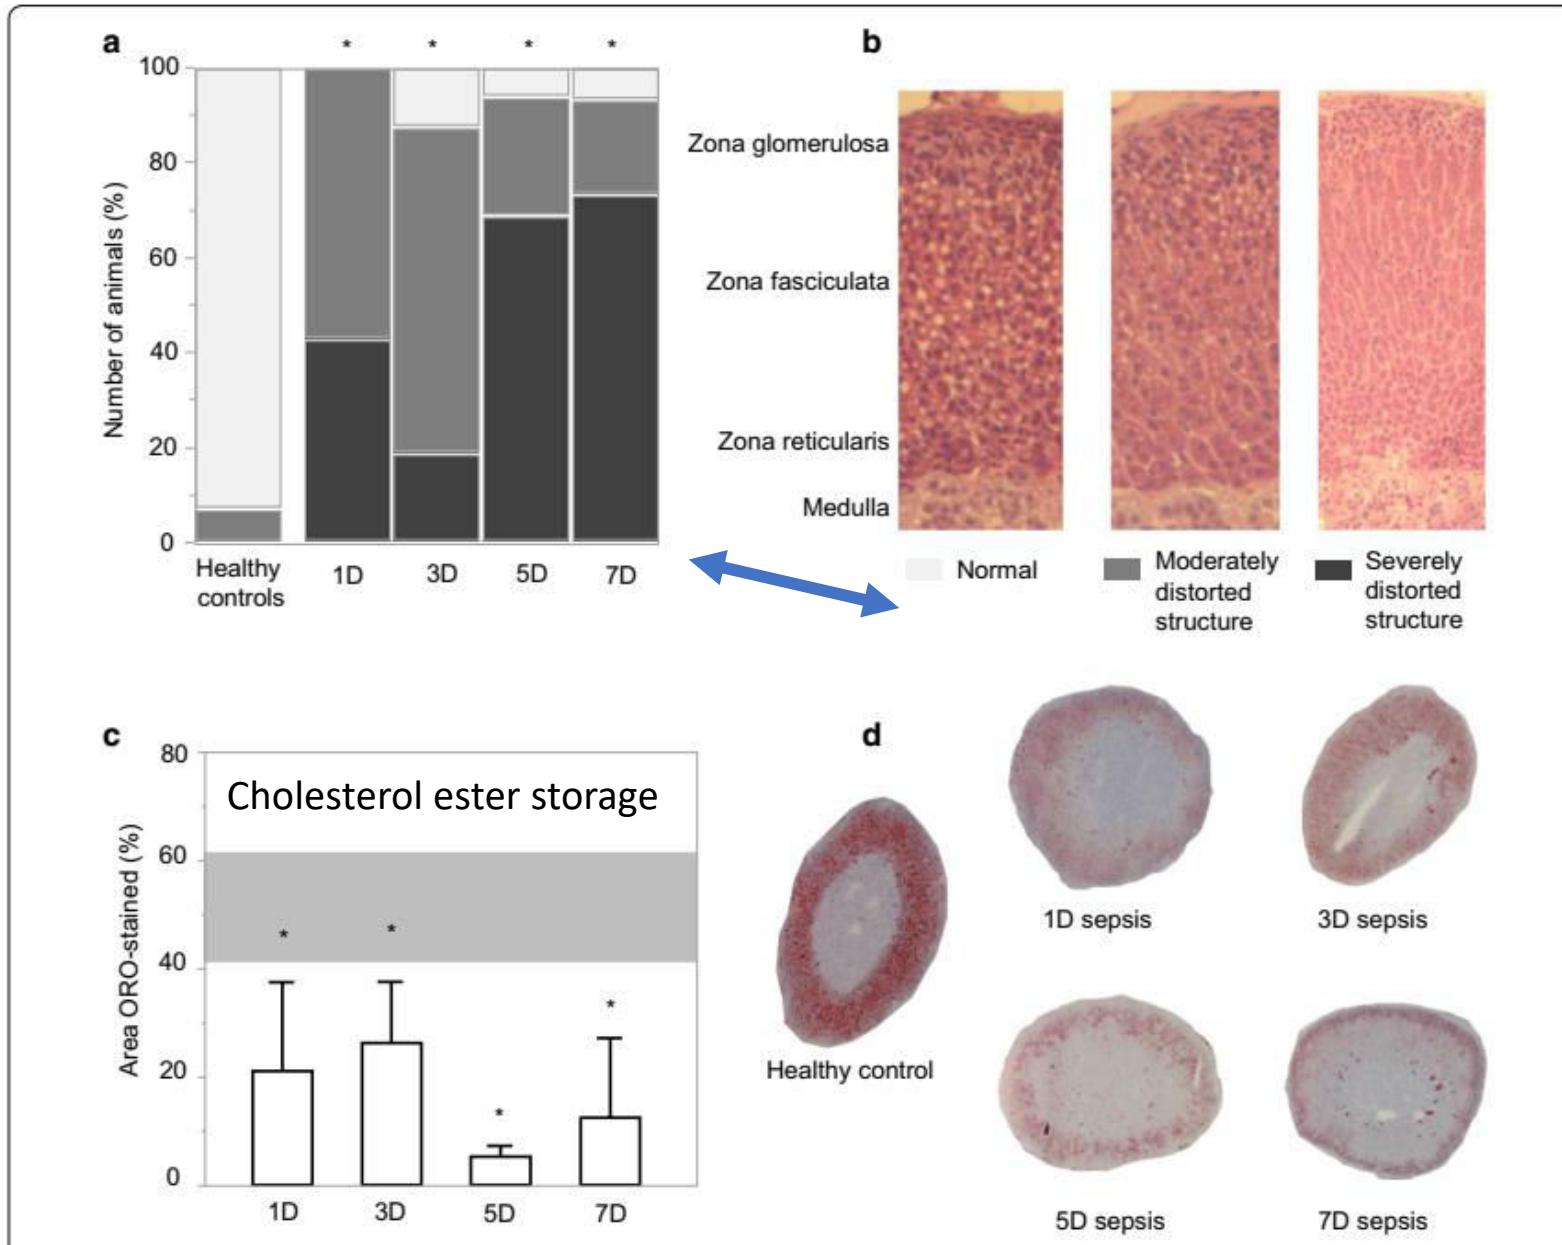 a
* * * *
100
80
60
40
20
0
Number of animals (%)
Healthy
controls
1D 3D 5D 7D
b
Zona glomerulosa
Zona fasciculata
Zona reticularis
Medulla
Normal
Moderately
distorted
structure
Severely
distorted
structure
c
80
60
40
20
0
Area ORO-stained (%)
Cholesterol ester storage
* * * *
1D 3D 5D 7D
d
Healthy control
1D sepsis
3D sepsis
5D sepsis
7D sepsis